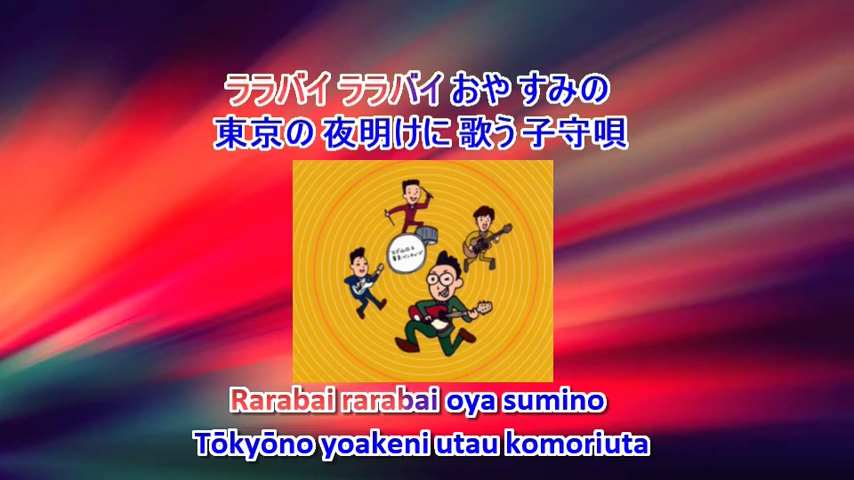 ララバイ ララバイ おや すみの
東京の 夜明けに 歌う 子守唄
Rarabai rarabai oya sumino
Tōkyōno yoakeni utau komoriuta